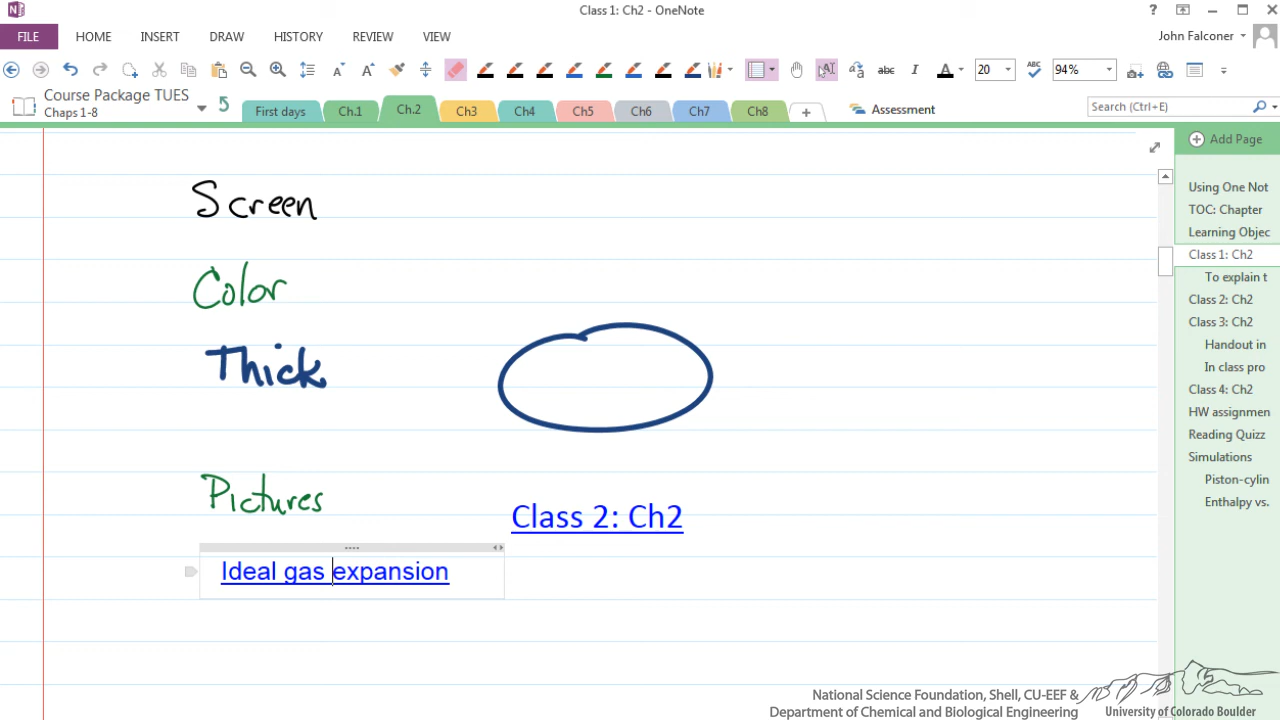 Class 1: Ch2 - OneNote
?
FILE HOME INSERT DRAW HISTORY REVIEW VIEW
John Falconer
20
94%
Course Package TUES
Chaps 1-8
First days Ch.1 Ch.2 Ch3 Ch4 Ch5 Ch6 Ch7 Ch8
Assessment
Search (Ctrl+E)
Add Page
Using One Not
TOC: Chapter
Learning Objec
Class 1: Ch2
To explain t
Class 2: Ch2
Class 3: Ch2
Handout in
In class pro
Class 4: Ch2
HW assignmen
Reading Quizz
Simulations
Piston-cylin
Enthalpy vs.
Screen
Color
Thick
Pictures
Class 2: Ch2
Ideal gas expansion
National Science Foundation, Shell, CU-EEF &
Department of Chemical and Biological Engineering
University of Colorado Boulder